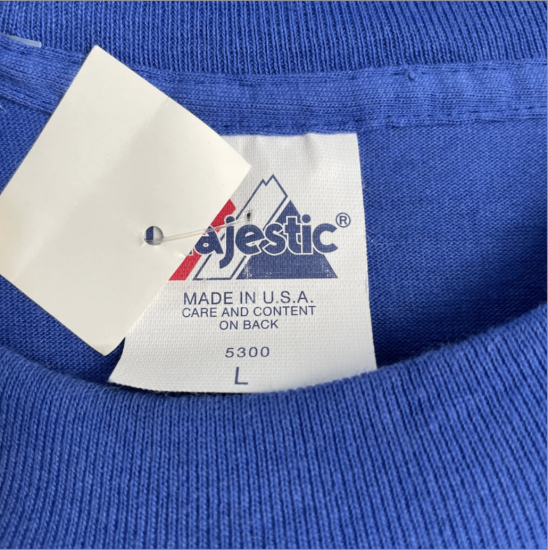 ajestic®
MADE IN U.S.A.
CARE AND CONTENT
ON BACK
5300
L